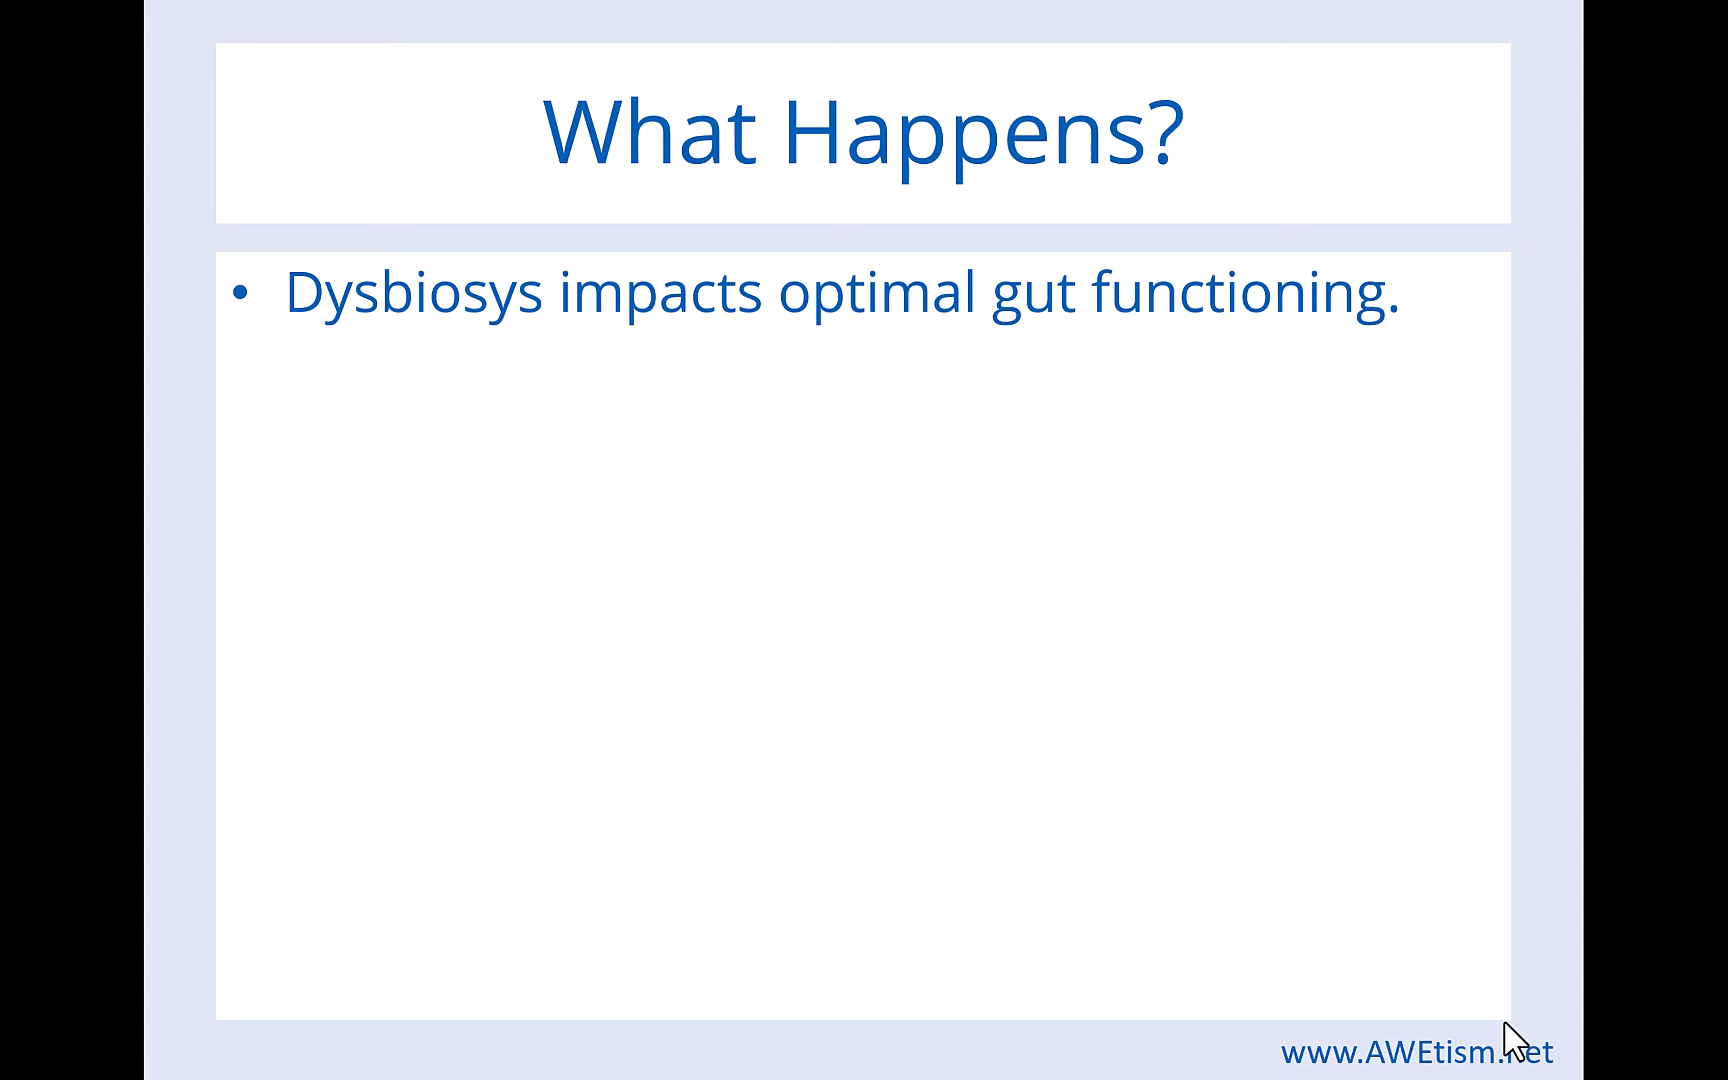 What Happens?
• Dysbiosys impacts optimal gut functioning.
www.AWEtism.net